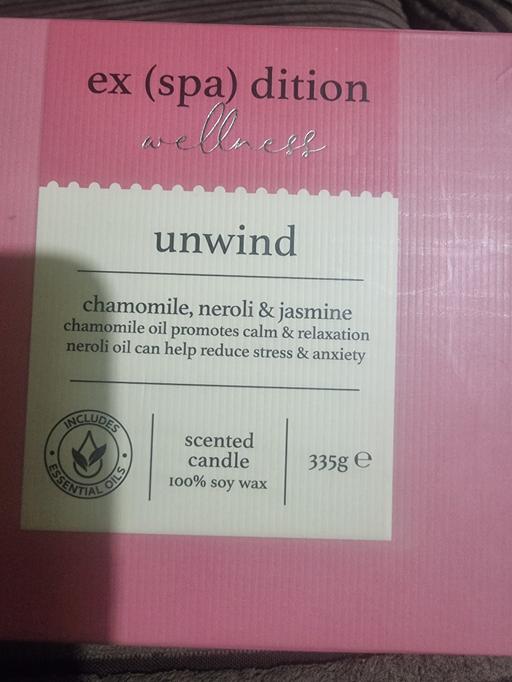 ex (spa) dition
wellness
unwind
chamomile, neroli & jasmine
chamomile oil promotes calm & relaxation
neroli oil can help reduce stress & anxiety
INCLUDES
ESSENTIAL OILS
scented
candle
100% soy wax
335g ℮